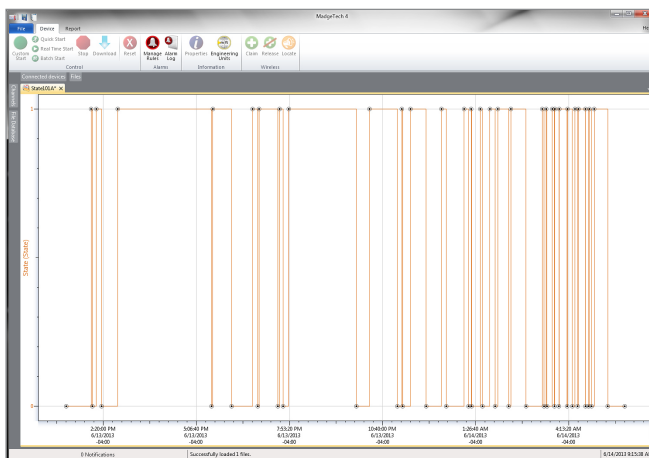 MadgeTech 4
File Device Report
Quick Start
Real Time Start
Batch Start
Custom Start
Stop Download Reset Manage Rules Alarm Log Properties Engineering Units Claim Release Locate
Control Alarms Information Wireless
Connected devices Files
State101A* x
Channels
File Database
State (State)
1
0
2:20:00 PM 5:06:40 PM 7:53:20 PM 10:40:00 PM 1:26:40 AM 4:13:20 AM
6/13/2013 6/13/2013 6/13/2013 6/13/2013 6/14/2013 6/14/2013
-04:00 -04:00 -04:00 -04:00 -04:00 -04:00
0 Notifications Successfully loaded 1 files. 6/14/2013 8:15:38